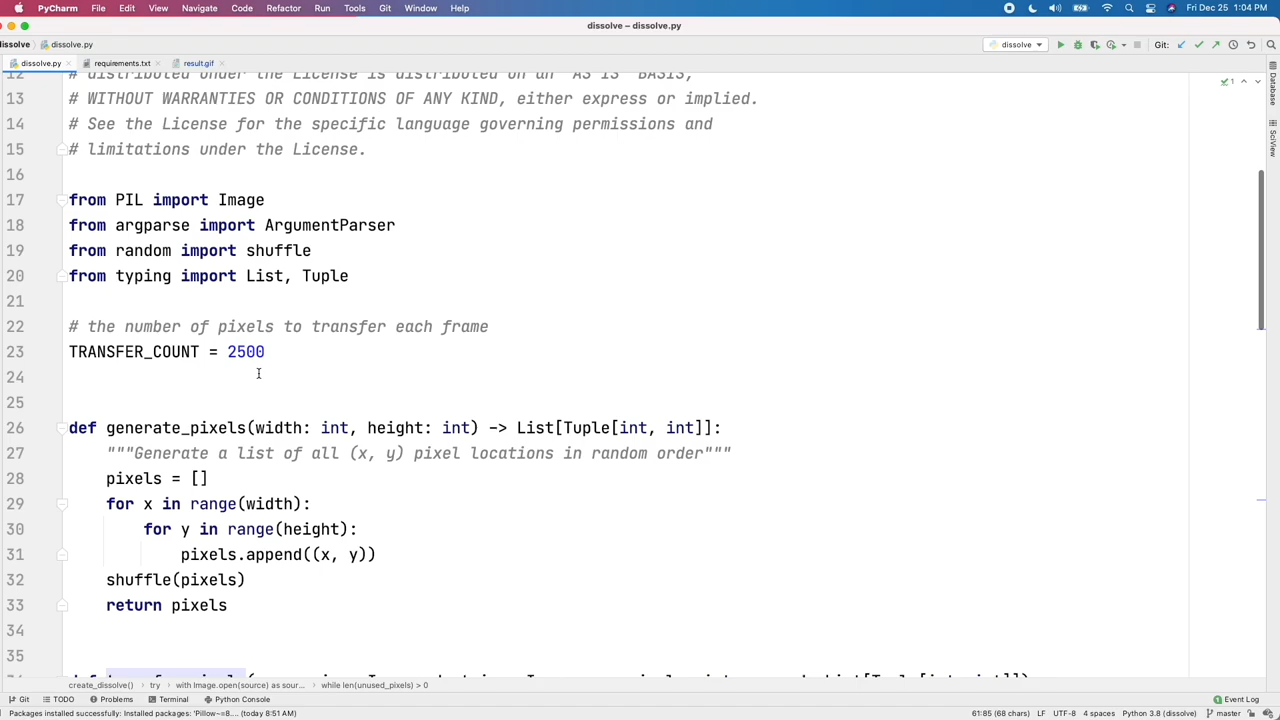 PyCharm File Edit View Navigate Code Refactor Run Tools Git Window Help Fri Dec 25 1:04 PM
dissolve – dissolve.py
dissolve dissolve.py dissolve Git:
dissolve.py requirements.txt result.gif
12 # distributed under the License is distributed on an "AS IS" BASIS,
13 # WITHOUT WARRANTIES OR CONDITIONS OF ANY KIND, either express or implied.
14 # See the License for the specific language governing permissions and
15 # limitations under the License.
16
17 from PIL import Image
18 from argparse import ArgumentParser
19 from random import shuffle
20 from typing import List, Tuple
21
22 # the number of pixels to transfer each frame
23 TRANSFER_COUNT = 2500
24
25
26 def generate_pixels(width: int, height: int) -> List[Tuple[int, int]]:
27 """Generate a list of all (x, y) pixel locations in random order"""
28 pixels = []
29 for x in range(width):
30 for y in range(height):
31 pixels.append((x, y))
32 shuffle(pixels)
33 return pixels
34
35
create_dissolve() try with Image.open(source) as sour... while len(unused_pixels) > 0
Git TODO Problems Terminal Python Console Event Log
Packages installed successfully: Installed packages: 'Pillow~=8.... (today 8:51 AM) 61:85 (68 chars) LF UTF-8 4 spaces Python 3.8 (dissolve) master
1
Database
SciView